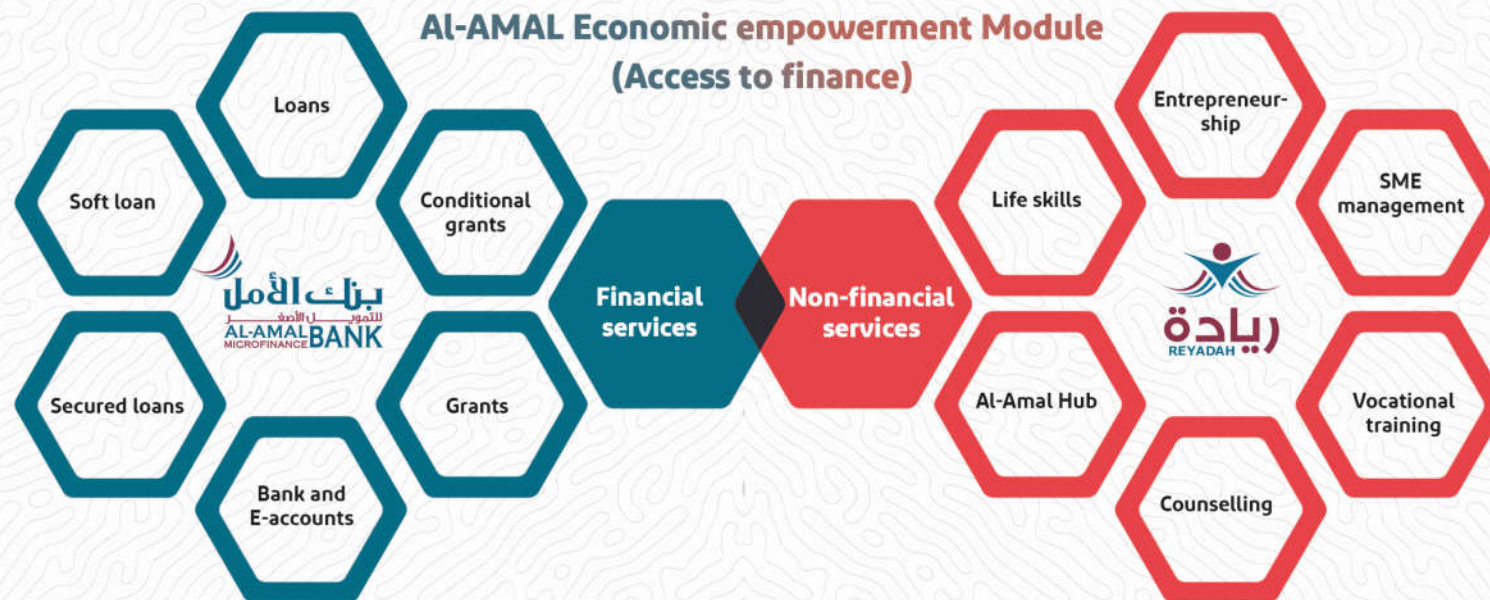 Al-AMAL Economic empowerment Module
(Access to finance)
Loans
Soft loan
Conditional
grants
بنك الأمل
للتمويل الأصغر
AL-AMAL
MICROFINANCE BANK
Secured loans
Grants
Bank and
E-accounts
Financial
services
Non-financial
services
Entrepreneur-
ship
Life skills
SME
management
ريادة
REYADAH
Al-Amal Hub
Vocational
training
Counselling